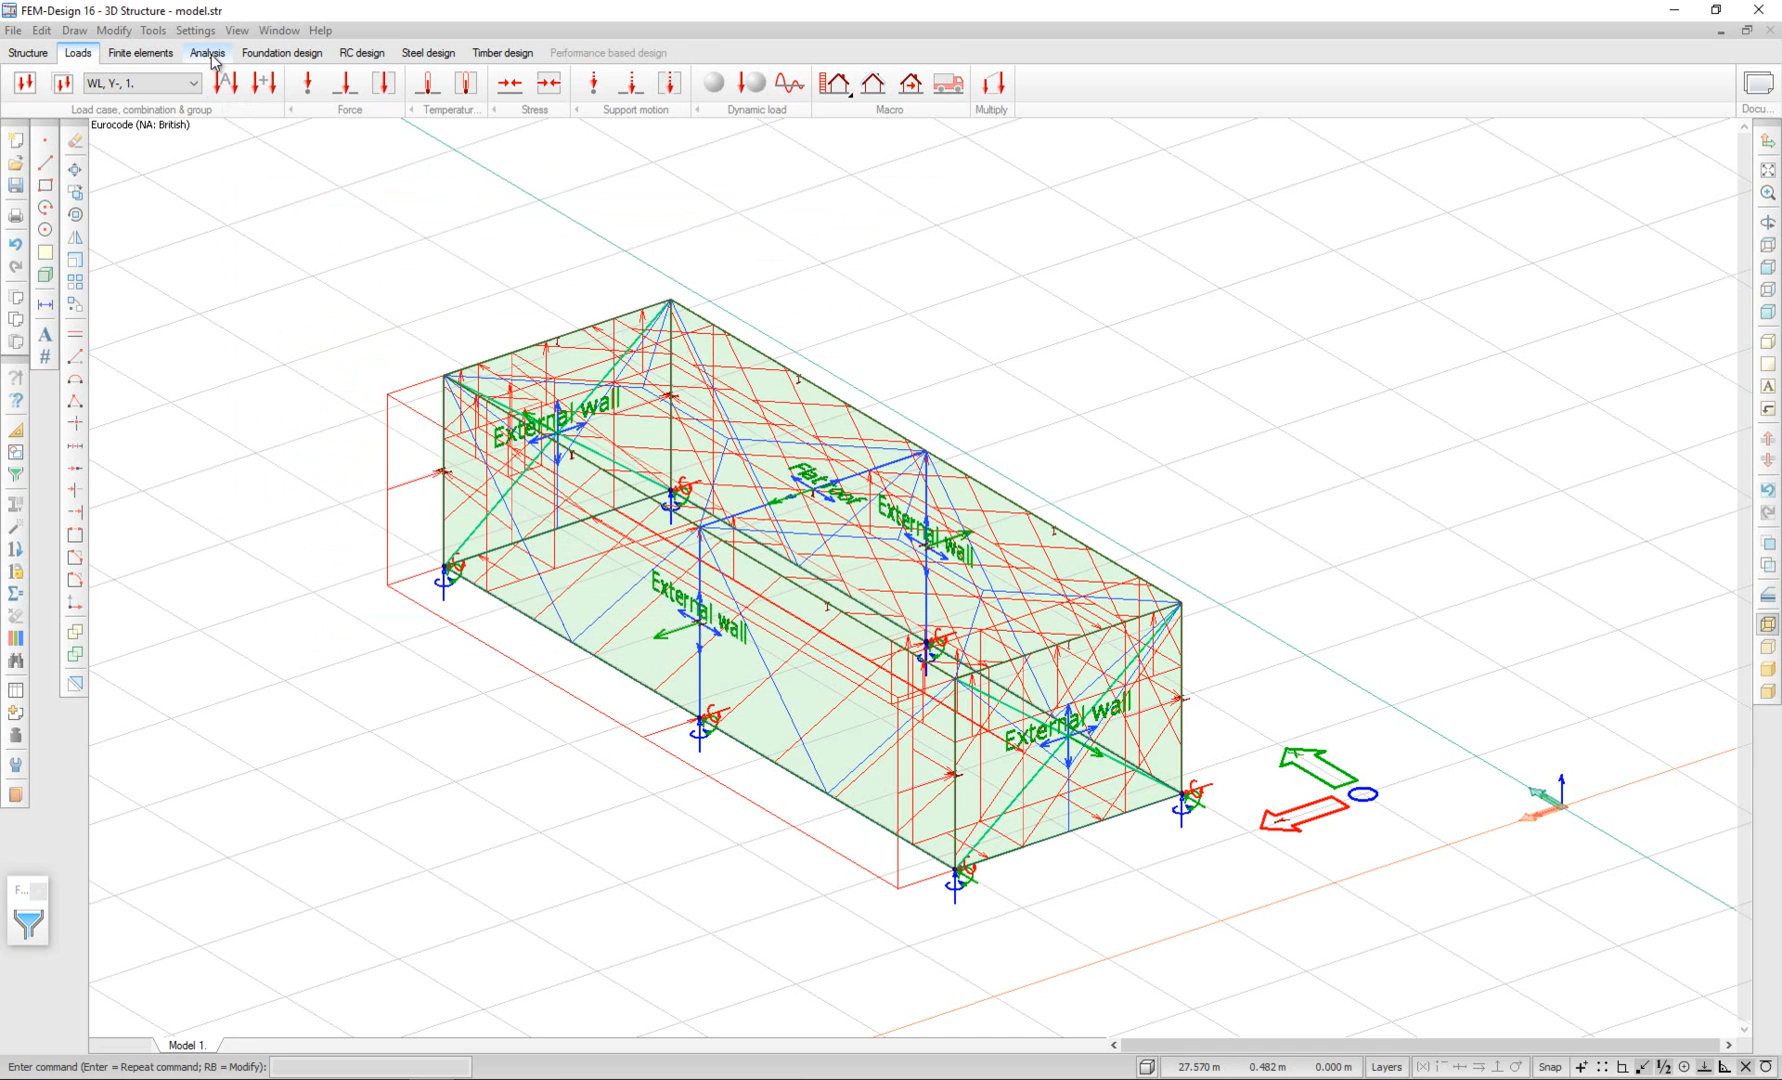 FEM-Design 16 - 3D Structure - model.str
File Edit Draw Modify Tools Settings View Window Help
Structure Loads Finite elements Analysis Foundation design RC design Steel design Timber design Performance based design
WL, Y-, 1.
Load case, combination & group Force Temperatur... Stress Support motion Dynamic load Macro Multiply Docu...
Eurocode (NA: British)
External wall
External wall
External wall
External wall
F...
Model 1.
Enter command (Enter = Repeat command; RB = Modify): 27.570 m 0.482 m 0.000 m Layers Snap